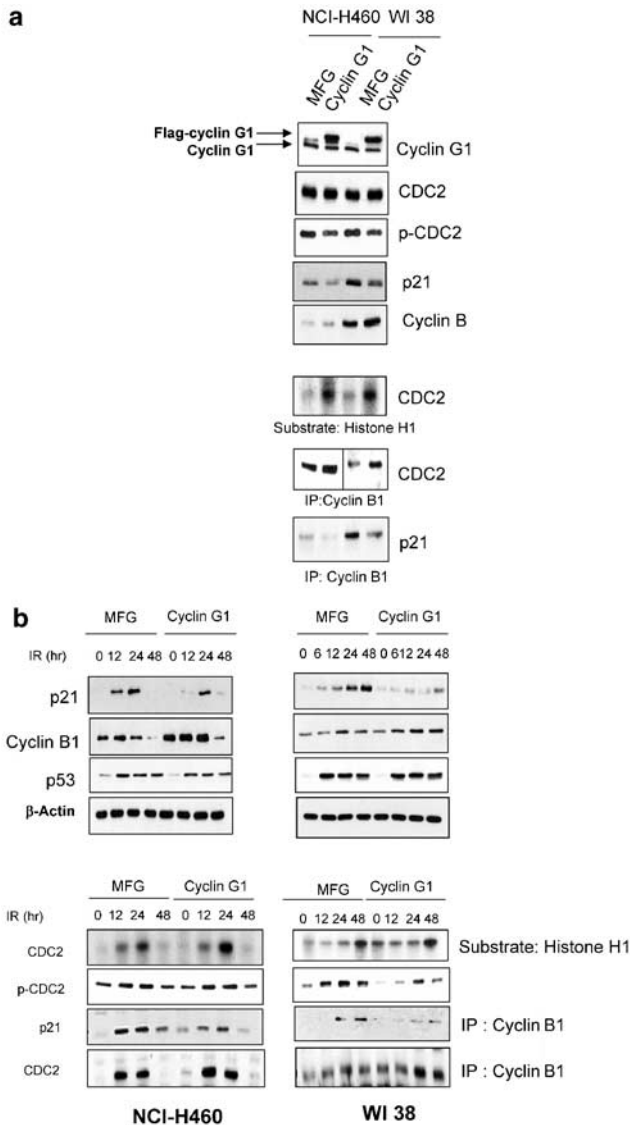 a
NCI-H460 WI 38
MFG Cyclin G1 MFG Cyclin G1
Flag-cyclin G1
Cyclin G1
Cyclin G1
CDC2
p-CDC2
p21
Cyclin B
CDC2
Substrate: Histone H1
CDC2
IP:Cyclin B1
p21
IP: Cyclin B1
b
MFG Cyclin G1 MFG Cyclin G1
IR (hr) 0 12 24 48 0 12 24 48 0 6 12 24 48 0 612 24 48
p21
Cyclin B1
p53
β-Actin
MFG Cyclin G1 MFG Cyclin G1
IR (hr) 0 12 24 48 0 12 24 48 0 12 24 48 0 12 24 48
CDC2 Substrate: Histone H1
p-CDC2
p21 IP : Cyclin B1
CDC2 IP : Cyclin B1
NCI-H460 WI 38